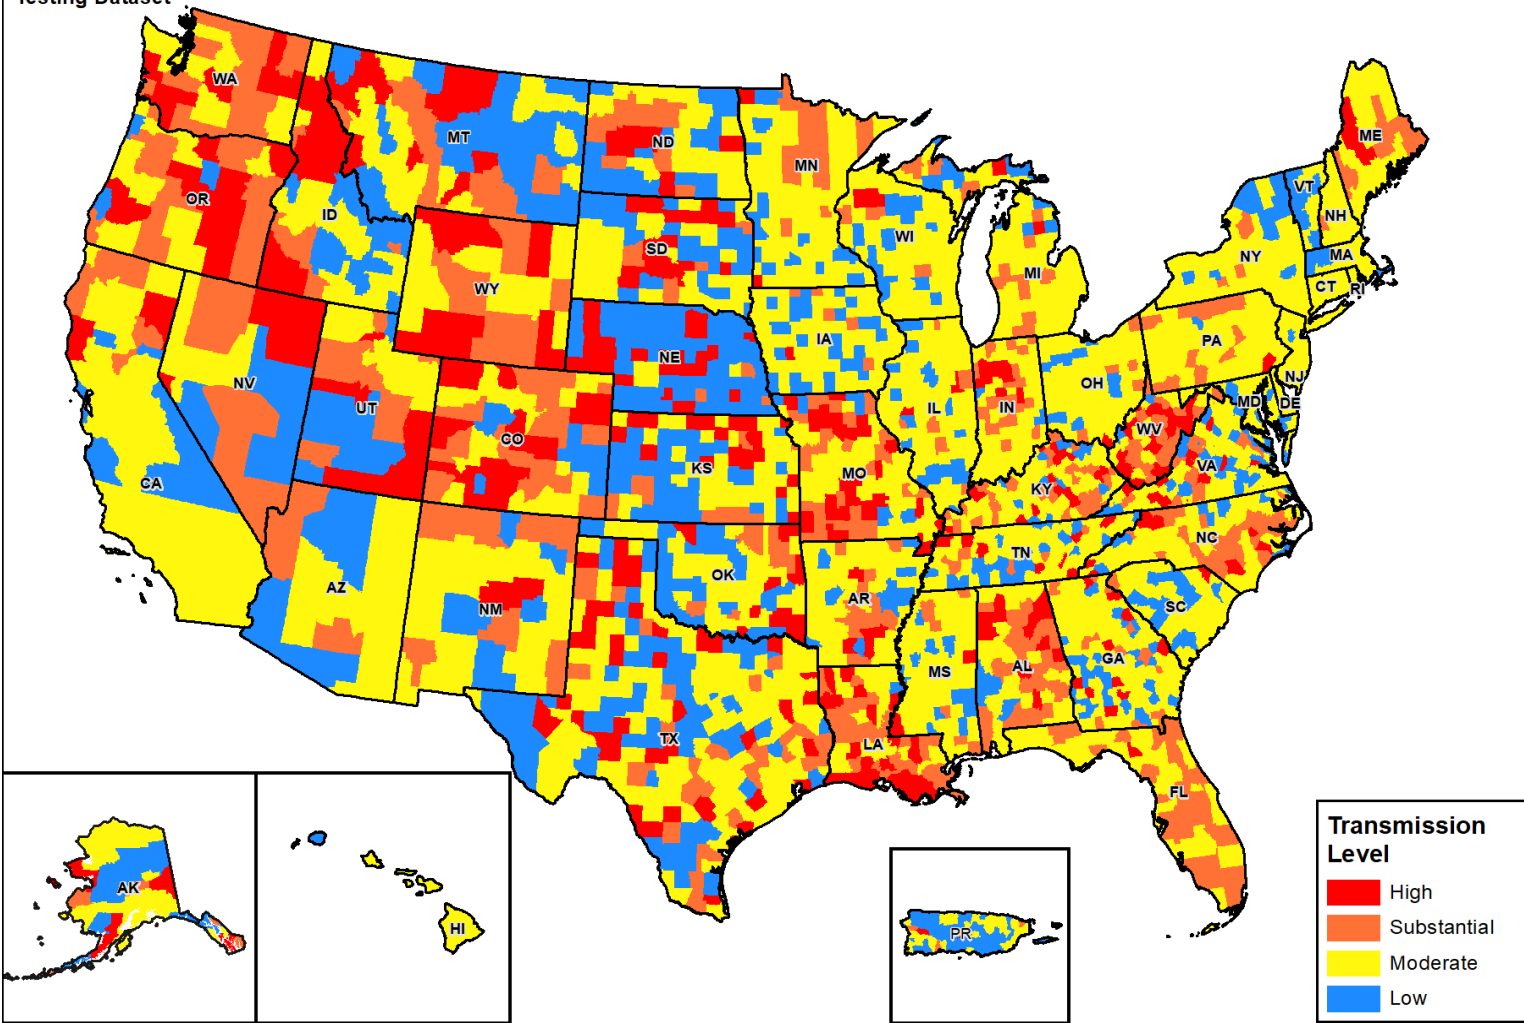 Testing Dataset
WA
MT
ND
MN
ME
OR
ID
SD
WI
VT
NH
NY
MA
MI
CT
RI
WY
IA
PA
NE
NV
UT
OH
NJ
IL
IN
MD
DE
CO
WV
KS
MO
VA
CA
KY
NC
TN
OK
AZ
AR
NM
SC
GA
AL
MS
TX
LA
FL
AK
HI
PR
Transmission
Level
High
Substantial
Moderate
Low